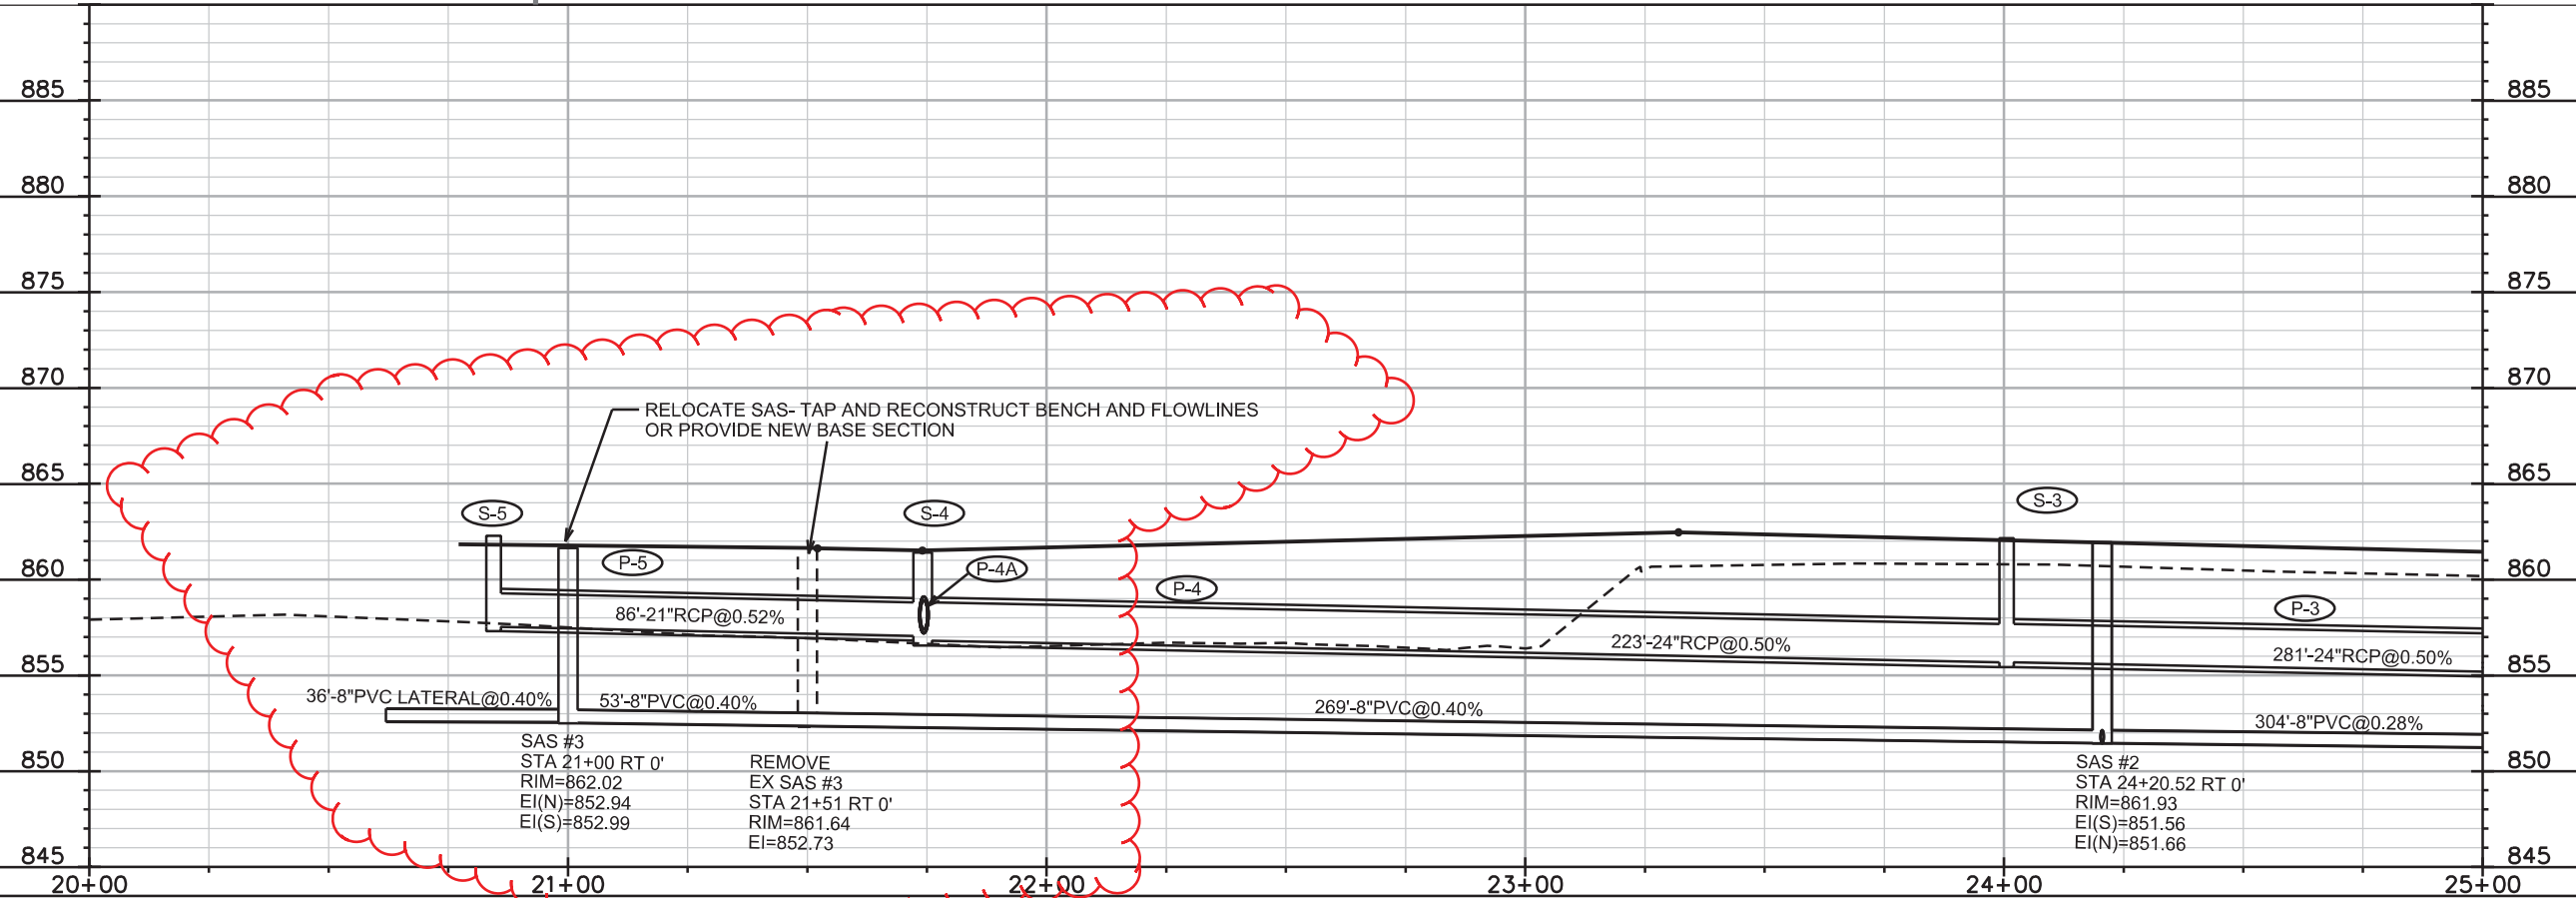 885
885
880
880
875
875
870
870
RELOCATE SAS- TAP AND RECONSTRUCT BENCH AND FLOWLINES
OR PROVIDE NEW BASE SECTION
865
865
S-5
S-4
S-3
P-5
P-4A
P-4
860
860
P-3
86'-21"RCP@0.52%
223'-24"RCP@0.50%
281'-24"RCP@0.50%
855
855
36'-8"PVC LATERAL@0.40%
53'-8"PVC@0.40%
269'-8"PVC@0.40%
304'-8"PVC@0.28%
SAS #3
STA 21+00 RT 0'
RIM=862.02
EI(N)=852.94
EI(S)=852.99
REMOVE
EX SAS #3
STA 21+51 RT 0'
RIM=861.64
EI=852.73
SAS #2
STA 24+20.52 RT 0'
RIM=861.93
EI(S)=851.56
EI(N)=851.66
850
850
845
845
20+00
21+00
22+00
23+00
24+00
25+00